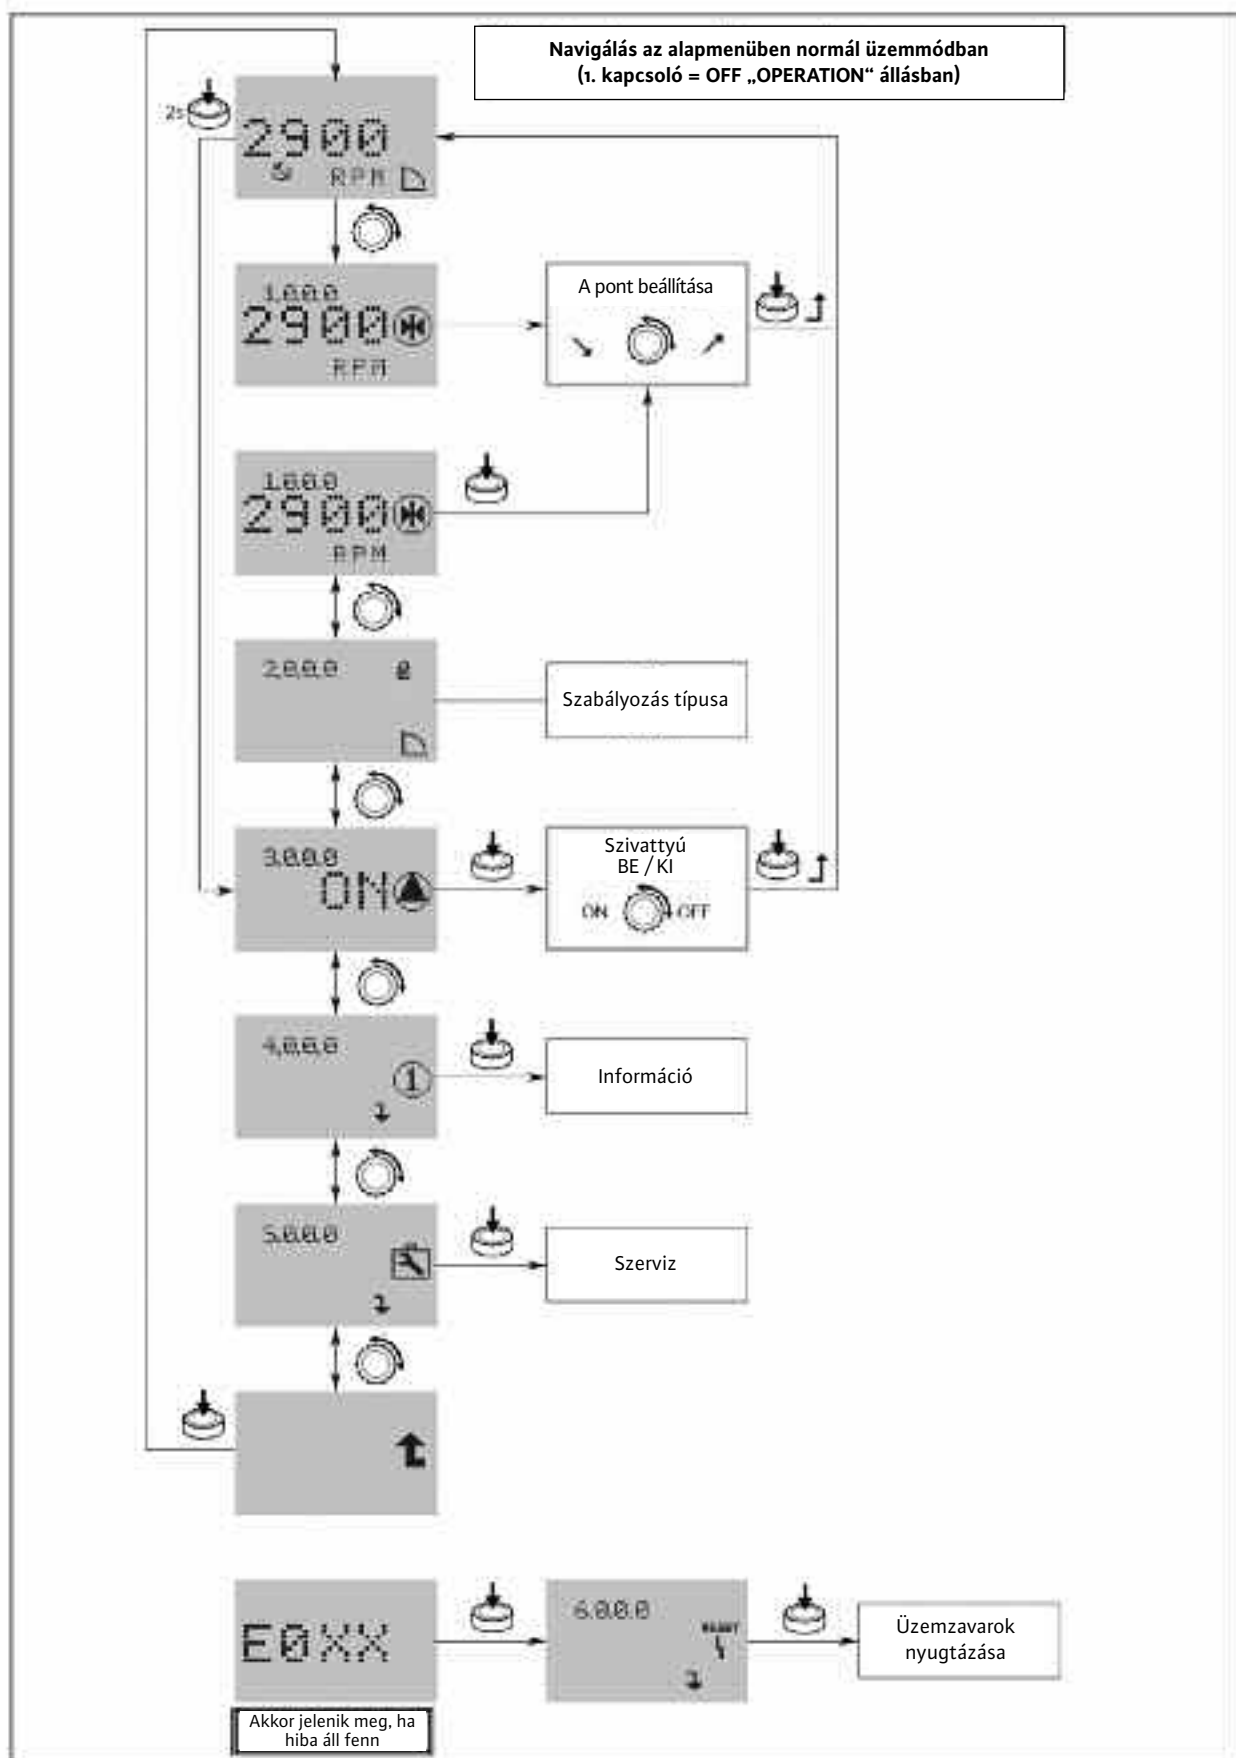 Navigálás az alapmenüben normál üzemmódban
(1. kapcsoló = OFF „OPERATION“ állásban)
2s
2900
RPM
1.0.0.0
2900
RPM
A pont beállítása
1.0.0.0
2900
RPM
2.0.0.0
Szabályozás típusa
3.0.0.0
ON
Szivattyú
BE / KI
ON OFF
4.0.0.0
1
Információ
5.0.0.0
Szerviz
E0XX
6.0.0.0
Üzemzavarok
nyugtázása
Akkor jelenik meg, ha
hiba áll fenn